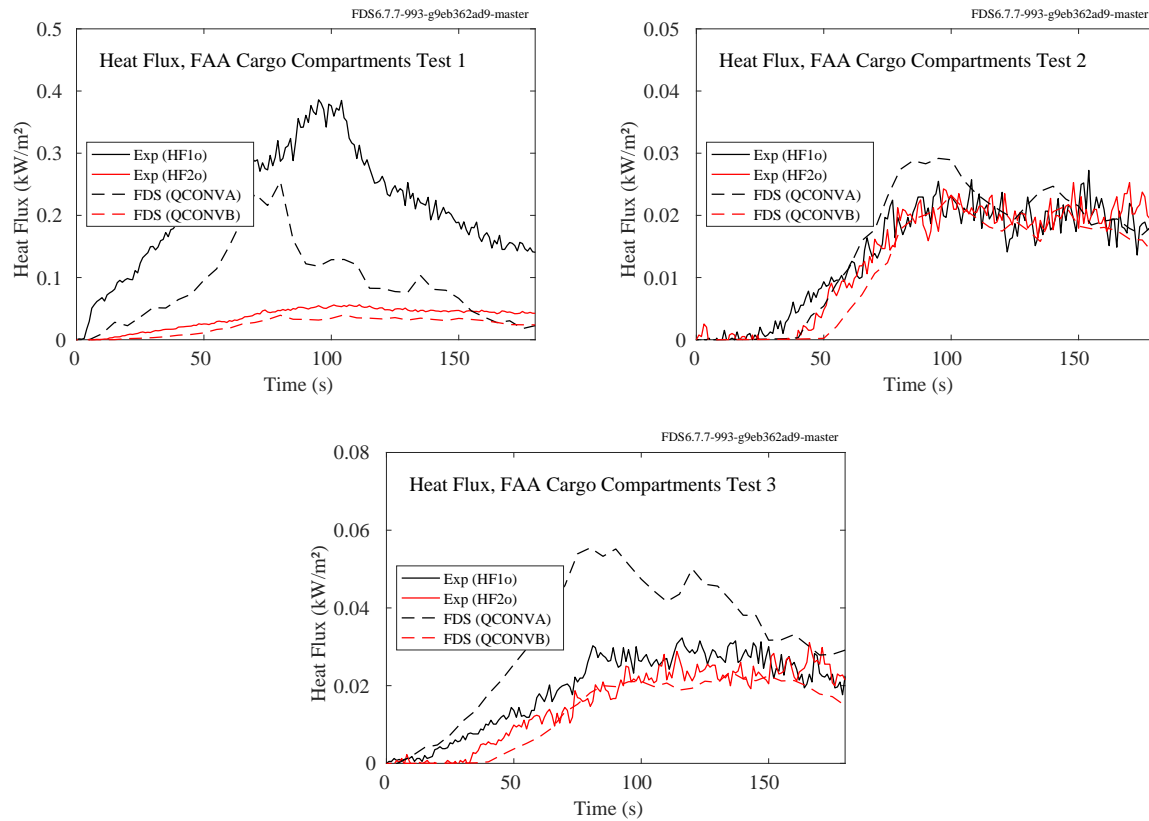 FDS6.7.7-993-g9eb362ad9-master
Heat Flux, FAA Cargo Compartments Test 1
Heat Flux (kW/m²)
0.5
0.4
0.3
0.2
0.1
0
Exp (HF1o)
Exp (HF2o)
FDS (QCONVA)
FDS (QCONVB)
0
50
100
150
Time (s)
FDS6.7.7-993-g9eb362ad9-master
Heat Flux, FAA Cargo Compartments Test 2
Heat Flux (kW/m²)
0.05
0.04
0.03
0.02
0.01
0
Exp (HF1o)
Exp (HF2o)
FDS (QCONVA)
FDS (QCONVB)
0
50
100
150
Time (s)
FDS6.7.7-993-g9eb362ad9-master
Heat Flux, FAA Cargo Compartments Test 3
Heat Flux (kW/m²)
0.08
0.06
0.04
0.02
0
Exp (HF1o)
Exp (HF2o)
FDS (QCONVA)
FDS (QCONVB)
0
50
100
150
Time (s)